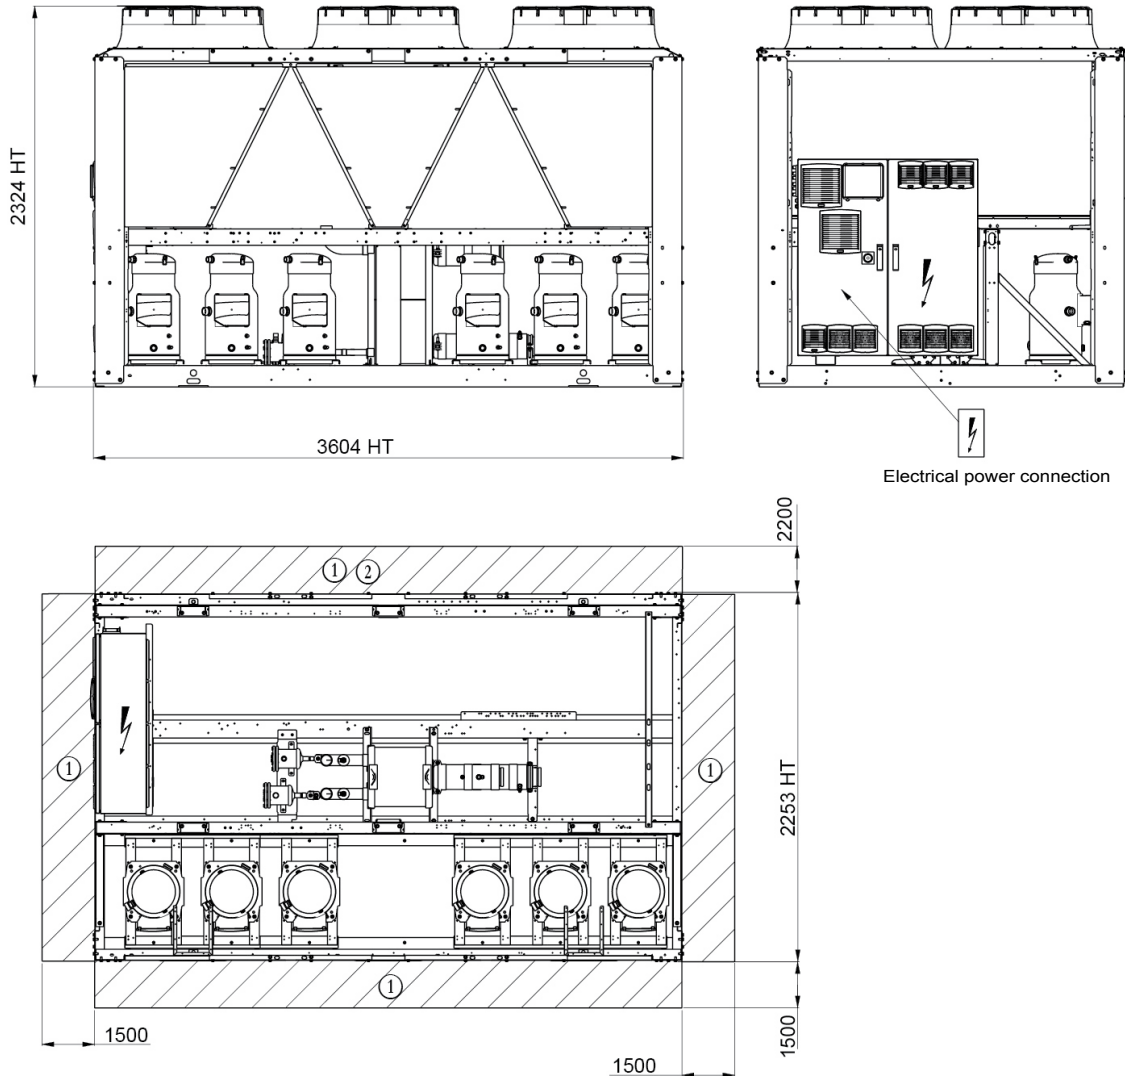 2324 HT
3604 HT
Electrical power connection
2200
① ②
①
①
2253 HT
①
1500
1500
1500